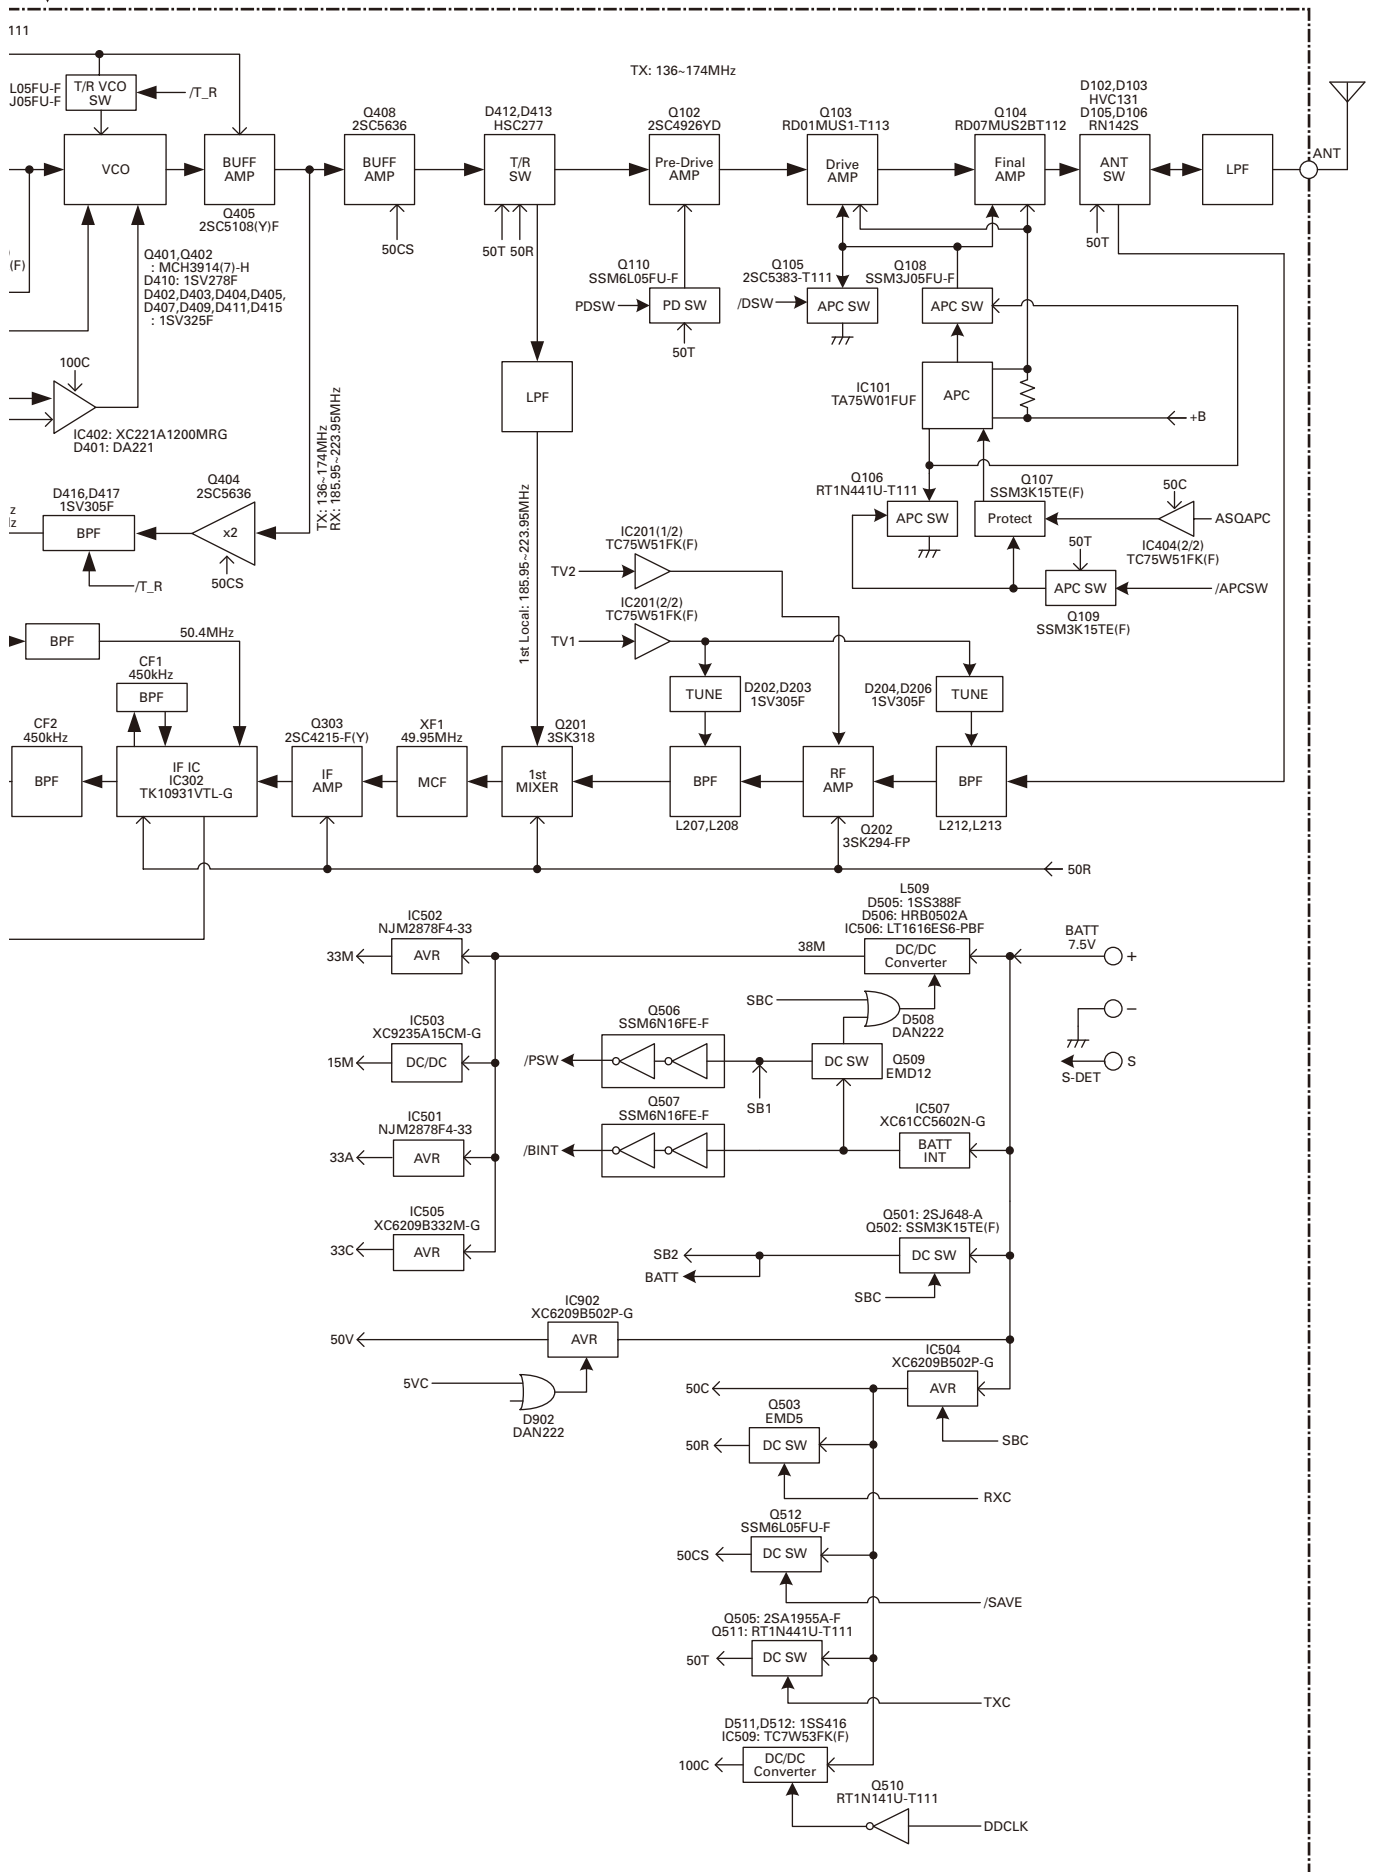 111
TX: 136~174MHz
L05FU-F
J05FU-F
T/R VCO
SW
/T_R
Q408
2SC5636
D412,D413
HSC277
Q102
2SC4926YD
Q103
RD01MUS1-T113
Q104
RD07MUS2BT112
D102,D103
HVC131
D105,D106
RN142S
VCO
BUFF
AMP
BUFF
AMP
T/R
SW
Pre-Drive
AMP
Drive
AMP
Final
AMP
ANT
SW
LPF
ANT
Q405
2SC5108(Y)F
50CS
50T
50R
50T
(F)
Q401,Q402
: MCH3914(7)-H
D410: 1SV278F
D402,D403,D404,D405,
D407,D409,D411,D415
: 1SV325F
Q110
SSM6L05FU-F
PDSW
PD SW
50T
Q105
2SC5383-T111
/DSW
APC SW
Q108
SSM3J05FU-F
APC SW
100C
IC402: XC221A1200MRG
D401: DA221
TX: 136~174MHz
RX: 185.95~223.95MHz
LPF
IC101
TA75W01FUF
APC
+B
z
lz
D416,D417
1SV305F
BPF
/T_R
Q404
2SC5636
x2
50CS
1st Local: 185.95~223.95MHz
Q106
RT1N441U-T111
APC SW
Q107
SSM3K15TE(F)
Protect
50C
ASQAPC
IC404(2/2)
TC75W51FK(F)
50T
APC SW
/APCSW
Q109
SSM3K15TE(F)
IC201(1/2)
TC75W51FK(F)
TV2
IC201(2/2)
TC75W51FK(F)
TV1
BPF
50.4MHz
CF1
450kHz
BPF
TUNE
D202,D203
1SV305F
D204,D206
1SV305F
TUNE
CF2
450kHz
BPF
IF IC
IC302
TK10931VTL-G
Q303
2SC4215-F(Y)
IF
AMP
XF1
49.95MHz
MCF
Q201
3SK318
1st
MIXER
BPF
L207,L208
RF
AMP
Q202
3SK294-FP
BPF
L212,L213
50R
IC502
NJM2878F4-33
33M
AVR
38M
L509
D505: 1SS388F
D506: HRB0502A
IC506: LT1616ES6-PBF
DC/DC
Converter
BATT
7.5V
+
SBC
D508
DAN222
−
IC503
XC9235A15CM-G
15M
DC/DC
Q506
SSM6N16FE-F
/PSW
SB1
DC SW
Q509
EMD12
S
S-DET
IC501
NJM2878F4-33
33A
AVR
Q507
SSM6N16FE-F
/BINT
IC507
XC61CC5602N-G
BATT
INT
IC505
XC6209B332M-G
33C
AVR
Q501: 2SJ648-A
Q502: SSM3K15TE(F)
SB2
BATT
DC SW
SBC
IC902
XC6209B502P-G
50V
AVR
5VC
D902
DAN222
IC504
XC6209B502P-G
50C
AVR
SBC
Q503
EMD5
50R
DC SW
RXC
Q512
SSM6L05FU-F
50CS
DC SW
/SAVE
Q505: 2SA1955A-F
Q511: RT1N441U-T111
50T
DC SW
TXC
D511,D512: 1SS416
IC509: TC7W53FK(F)
100C
DC/DC
Converter
Q510
RT1N141U-T111
DDCLK